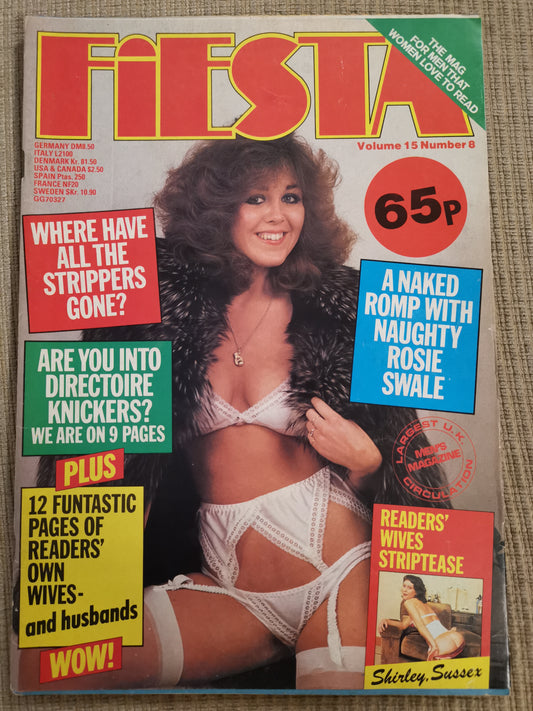 FiESTA
THE MAG
FOR MEN THAT
WOMEN LOVE TO READ
Volume 15 Number 8
GERMANY DM8.50
ITALY L2100
DENMARK Kr. 81.50
USA & CANADA $2.50
SPAIN Ptas. 250
FRANCE NF20
SWEDEN SKr. 10.90
GG70327
65p
WHERE HAVE
ALL THE
STRIPPERS
GONE?
A NAKED
ROMP WITH
NAUGHTY
ROSIE
SWALE
ARE YOU INTO
DIRECTOIRE
KNICKERS?
WE ARE ON 9 PAGES
PLUS
12 FUNTASTIC
PAGES OF
READERS'
OWN
WIVES-
and husbands
WOW!
LARGEST U.K.
MEN'S
MAGAZINE
CIRCULATION
READERS'
WIVES
STRIPTEASE
Shirley, Sussex